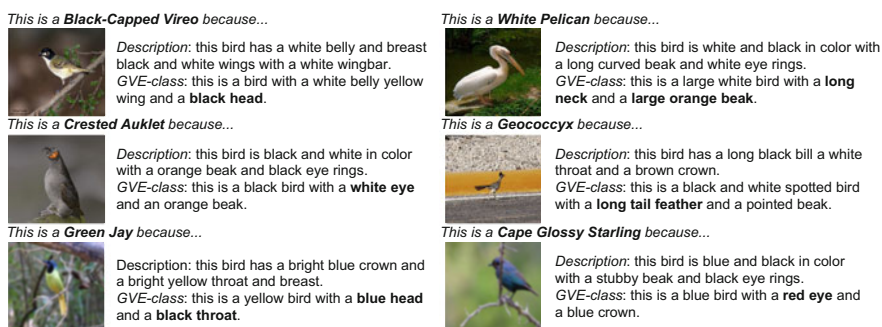 This is a Black-Capped Vireo because...
Description: this bird has a white belly and breast
black and white wings with a white wingbar.
GVE-class: this is a bird with a white belly yellow
wing and a black head.
This is a Crested Auklet because...
Description: this bird is black and white in color
with a orange beak and black eye rings.
GVE-class: this is a black bird with a white eye
and an orange beak.
This is a Green Jay because...
Description: this bird has a bright blue crown and
a bright yellow throat and breast.
GVE-class: this is a yellow bird with a blue head
and a black throat.
This is a White Pelican because...
Description: this bird is white and black in color with
a long curved beak and white eye rings.
GVE-class: this is a large white bird with a long
neck and a large orange beak.
This is a Geococcyx because...
Description: this bird has a long black bill a white
throat and a brown crown.
GVE-class: this is a black and white spotted bird
with a long tail feather and a pointed beak.
This is a Cape Glossy Starling because...
Description: this bird is blue and black in color
with a stubby beak and black eye rings.
GVE-class: this is a blue bird with a red eye and
a blue crown.